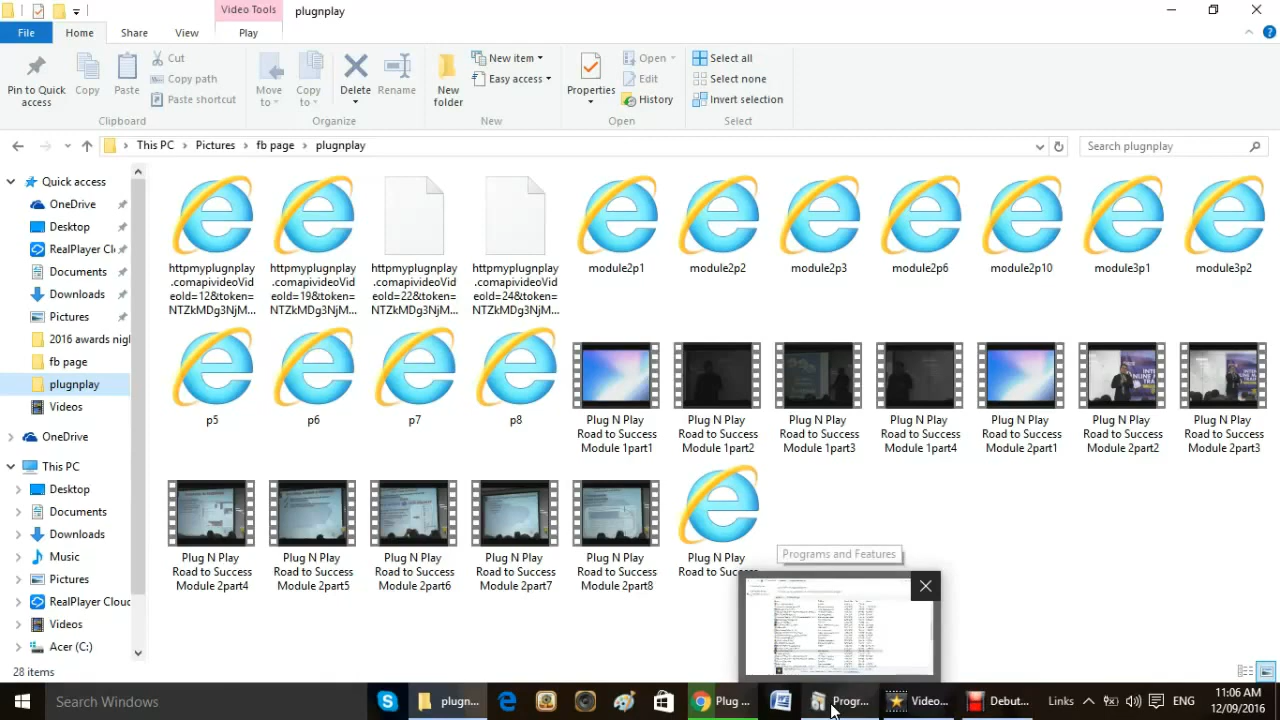 Video Tools
plugnplay
File
Home
Share
View
Play
Pin to Quick
access
Copy
Paste
Cut
Copy path
Paste shortcut
Move
to
Copy
to
Delete
Rename
New
folder
New item
Easy access
Properties
Open
Edit
History
Select all
Select none
Invert selection
Clipboard
Organize
New
Open
Select
This PC
Pictures
fb page
plugnplay
Search plugnplay
Quick access
OneDrive
Desktop
RealPlayer Cl
Documents
Downloads
Pictures
2016 awards nigh
fb page
plugnplay
Videos
OneDrive
This PC
Desktop
Documents
Downloads
Music
Pictures
RealPlayer Cloud
Videos
28 items
httpmyplugnplay
.comapivideoVid
eoId=12&token=
NTZkMDg3NjM...
httpmyplugnplay
.comapivideoVid
eoId=19&token=
NTZkMDg3NjM...
httpmyplugnplay
.comapivideoVid
eoId=22&token=
NTZkMDg3NjM...
httpmyplugnplay
.comapivideoVid
eoId=24&token=
NTZkMDg3NjM...
module2p1
module2p2
module2p3
module2p6
module2p10
module3p1
module3p2
p5
p6
p7
p8
Plug N Play
Road to Success
Module 1part1
Plug N Play
Road to Success
Module 1part2
Plug N Play
Road to Success
Module 1part3
Plug N Play
Road to Success
Module 1part4
Plug N Play
Road to Success
Module 2part1
Plug N Play
Road to Success
Module 2part2
Plug N Play
Road to Success
Module 2part3
Plug N Play
Road to Success
Module 2part4
Plug N Play
Road to Success
Module 2part5
Plug N Play
Road to Success
Module 2part6
Plug N Play
Road to Success
Module 2part7
Plug N Play
Road to Success
Module 2part8
Plug N Play
Road to Success
Programs and Features
Search Windows
plugn...
Plug ...
Progr...
Video...
Debut...
Links
ENG
11:06 AM
12/09/2016